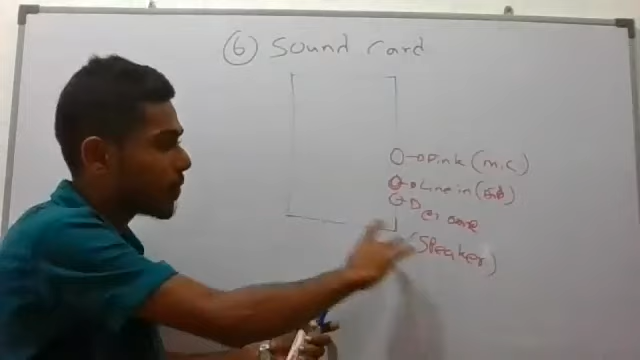 6 Sound Card
Pink (mic)
Line in
(Speaker)